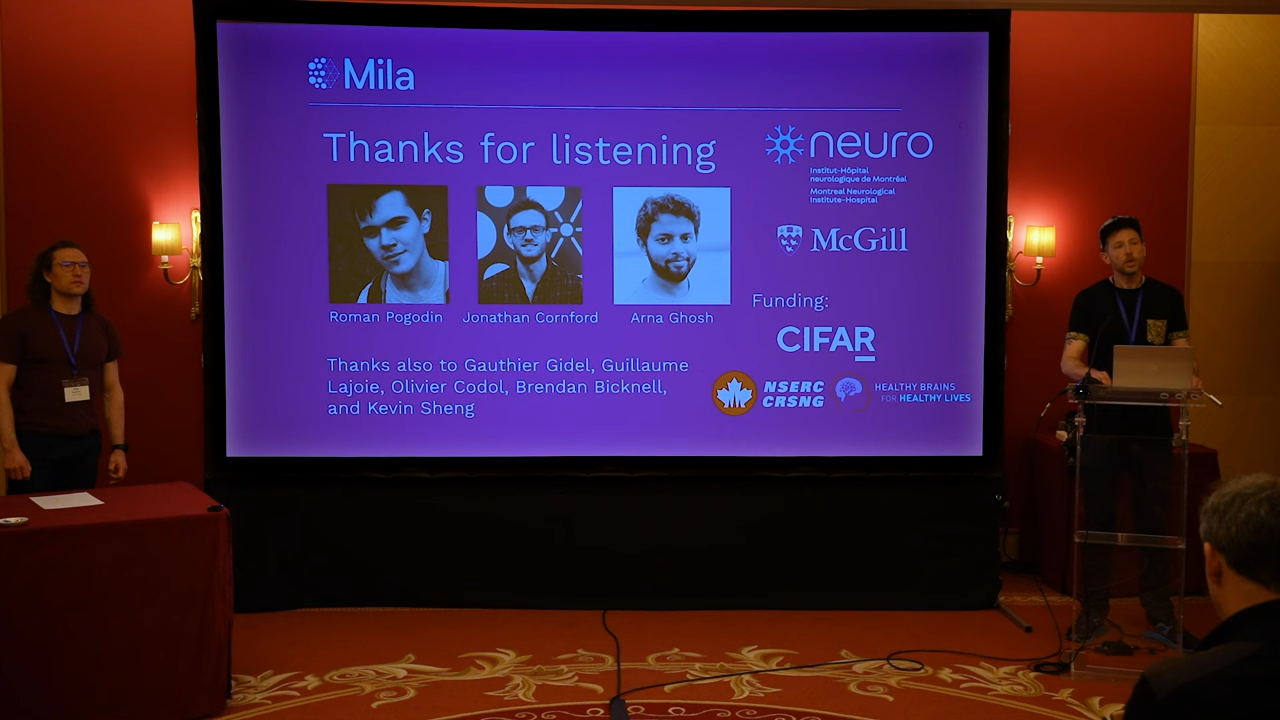 Mila
Thanks for listening
neuro
Institut-Hôpital
neurologique de Montréal
Montreal Neurological
Institute-Hospital
McGill
Roman Pogodin
Jonathan Cornford
Arna Ghosh
Funding:
CIFAR
Thanks also to Gauthier Gidel, Guillaume
Lajoie, Olivier Codol, Brendan Bicknell,
and Kevin Sheng
NSERC
CRSNG
HEALTHY BRAINS
FOR HEALTHY LIVES